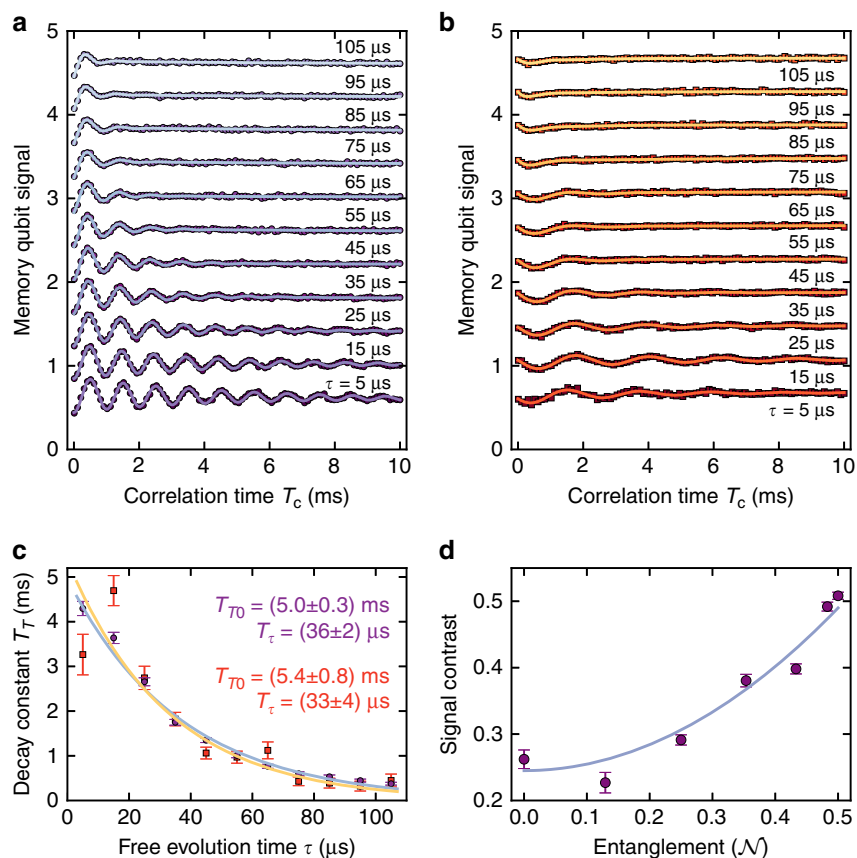 a
5
4
3
2
1
0
Memory qubit signal
105 µs
95 µs
85 µs
75 µs
65 µs
55 µs
45 µs
35 µs
25 µs
15 µs
τ = 5 µs
0 2 4 6 8 10
Correlation time Tc (ms)
b
5
4
3
2
1
0
Memory qubit signal
105 µs
95 µs
85 µs
75 µs
65 µs
55 µs
45 µs
35 µs
25 µs
15 µs
τ = 5 µs
0 2 4 6 8 10
Correlation time Tc (ms)
c
5
4
3
2
1
0
Decay constant TT (ms)
TT0 = (5.0±0.3) ms
Tτ = (36±2) µs
TT0 = (5.4±0.8) ms
Tτ = (33±4) µs
0 20 40 60 80 100
Free evolution time τ (µs)
d
0.5
0.4
0.3
0.2
Signal contrast
0.0 0.1 0.2 0.3 0.4 0.5
Entanglement (𝒩)